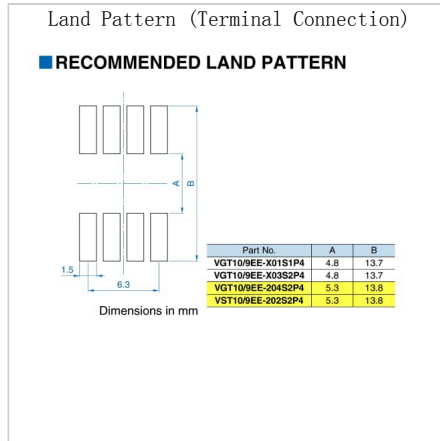 Land Pattern (Terminal Connection)
RECOMMENDED LAND PATTERN
A
B
1.5
6.3
Dimensions in mm
Part No. A B
VGT10/9EE-X01S1P4 4.8 13.7
VGT10/9EE-X03S2P4 4.8 13.7
VGT10/9EE-204S2P4 5.3 13.8
VST10/9EE-202S2P4 5.3 13.8